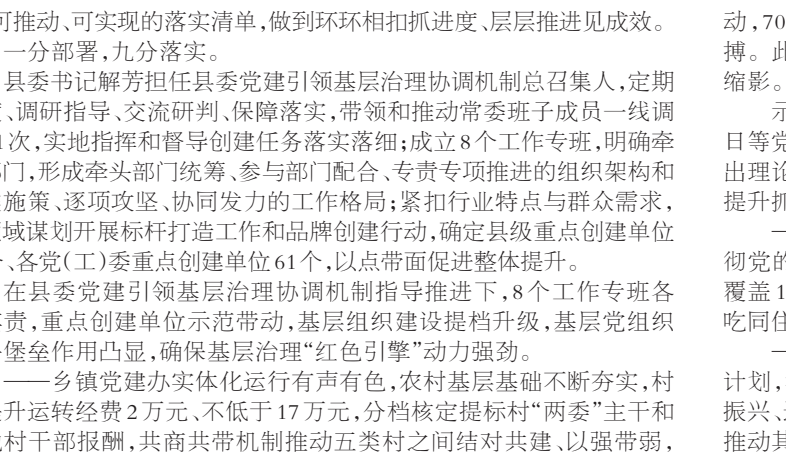 可推动、可实现的落实清单,做到环环相扣抓进度、层层推进见成效。
一分部署,九分落实。
县委书记解芳担任县委党建引领基层治理协调机制总召集人,定期
、调研指导、交流研判、保障落实,带领和推动常委班子成员一线调
次,实地指挥和督导创建任务落实落细;成立8个工作专班,明确牵
门,形成牵头部门统筹、参与部门配合、专责专项推进的组织架构和
施策、逐项攻坚、协同发力的工作格局;紧扣行业特点与群众需求,
域谋划开展标杆打造工作和品牌创建行动,确定县级重点创建单位
、各党(工)委重点创建单位61个,以点带面促进整体提升。
在县委党建引领基层治理协调机制指导推进下,8个工作专班各
责,重点创建单位示范带动,基层组织建设提档升级,基层党组织
堡垒作用凸显,确保基层治理“红色引擎”动力强劲。
——乡镇党建办实体化运行有声有色,农村基层基础不断夯实,村
升运转经费2万元、不低于17万元,分档核定提标村“两委”主干和
村干部报酬,共商共带机制推动五类村之间结对共建、以强带弱,
动,70
搏。此
缩影。
示
日等党
出理论
提升抓
—
彻党的
覆盖1
吃同住
—
计划,
振兴、
推动其